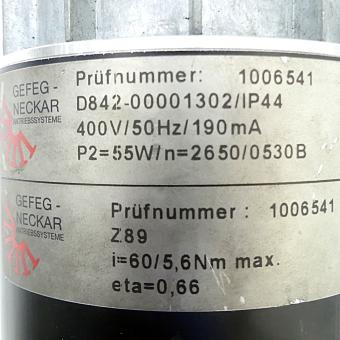 GEFEG -
NECKAR
ANTRIEBSSYSTEME
Prüfnummer: 1006541
D842-00001302/IP44
400V/50Hz/190mA
P2=55W/n=2650/0530B
GEFEG -
NECKAR
ANTRIEBSSYSTEME
Prüfnummer : 1006541
Z89
i=60/5,6Nm max.
eta=0,66